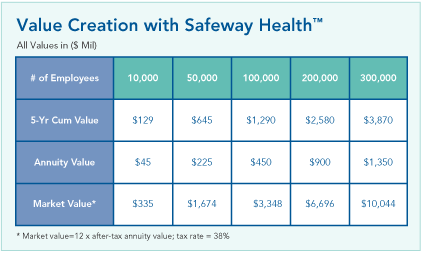 Value Creation with Safeway Health™
All Values in ($ Mil)
# of Employees 10,000 50,000 100,000 200,000 300,000
5-Yr Cum Value $129 $645 $1,290 $2,580 $3,870
Annuity Value $45 $225 $450 $900 $1,350
Market Value* $335 $1,674 $3,348 $6,696 $10,044
* Market value=12 x after-tax annuity value; tax rate = 38%